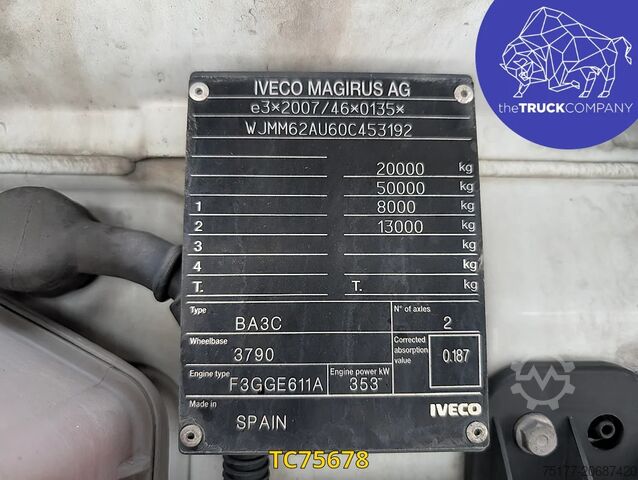 IVECO MAGIRUS AG
e3*2007/46*0135*
WJMM62AU60C453192
20000 kg
50000 kg
1 8000 kg
2 13000 kg
3 kg
4 kg
T. T. kg
Type BA3C N° of axles 2
Wheelbase 3790 Corrected absorption value 0.187
Engine type F3GGE611A Engine power kW 353
Made in SPAIN IVECO
theTRUCKCOMPANY
TC75678
75177-20687420